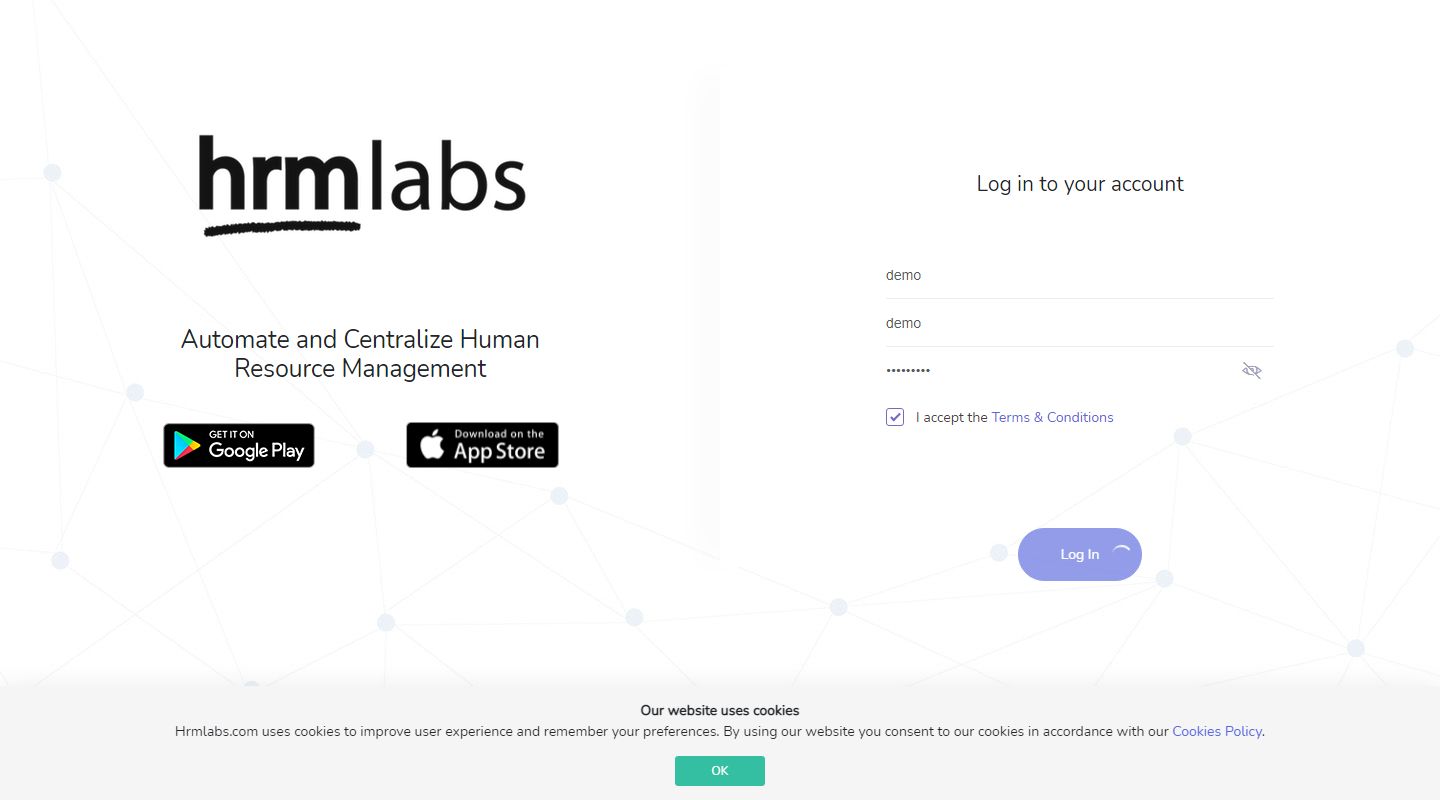 hrmlabs
Automate and Centralize Human
Resource Management
GET IT ON
Google Play
Download on the
App Store
Log in to your account
demo
demo
•••••••••
I accept the Terms & Conditions
Log In
Our website uses cookies
Hrmlabs.com uses cookies to improve user experience and remember your preferences. By using our website you consent to our cookies in accordance with our Cookies Policy.
OK